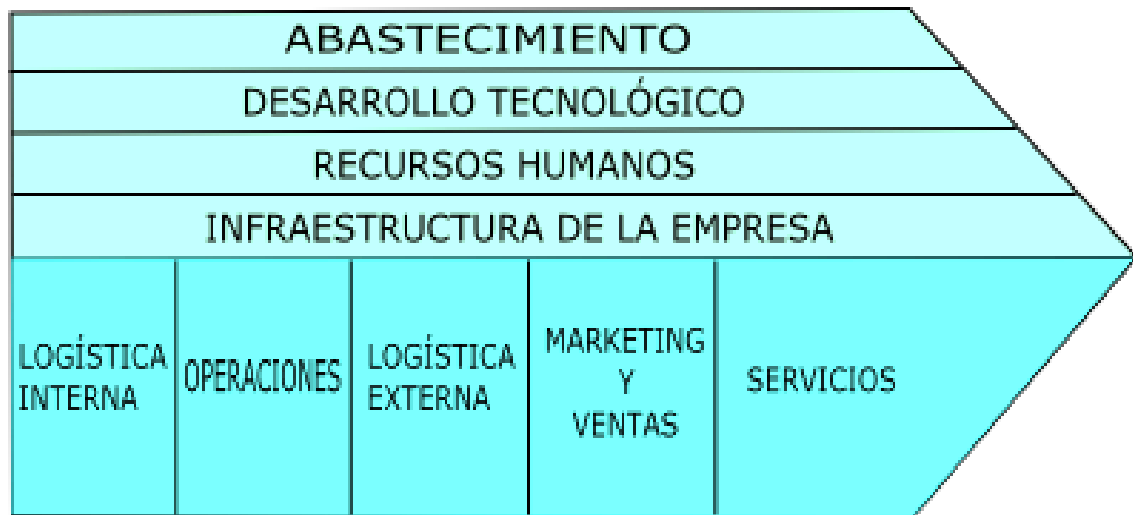 ABASTECIMIENTO
DESARROLLO TECNOLÓGICO
RECURSOS HUMANOS
INFRAESTRUCTURA DE LA EMPRESA
LOGÍSTICA
INTERNA
OPERACIONES
LOGÍSTICA
EXTERNA
MARKETING
Y
VENTAS
SERVICIOS